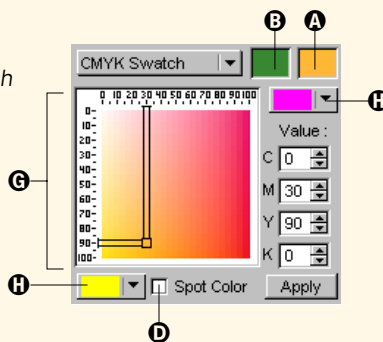 B A
CMYK Swatch
h
0 10 20 30 40 50 60 70 80 90 100
H
Value :
0-
10-
20-
30-
40-
50-
60-
70-
80-
90-
100-
G
C 0
M 30
Y 90
K 0
H
Spot Color
Apply
D